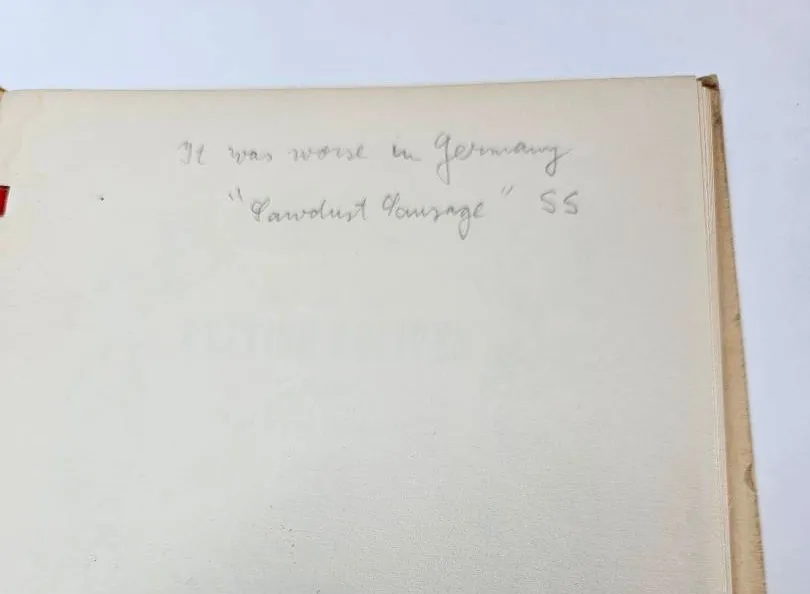 It was worse in Germany
"Sawdust Sausage" SS